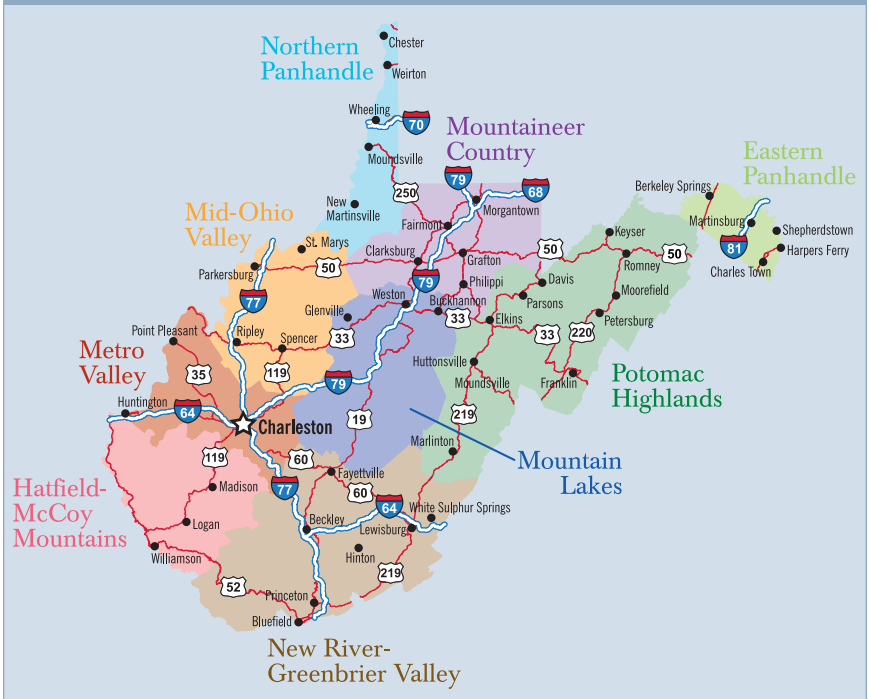 Northern
Panhandle
Chester
Weirton
Wheeling
70
Mountaineer
Country
Moundsville
Eastern
Panhandle
79
68
250
Berkeley Springs
New
Martinsville
Morgantown
Mid-Ohio
Valley
Fairmont
Martinsburg
Shepherdstown
St. Marys
Keyser
81
Harpers Ferry
Clarksburg
50
50
50
Grafton
Romney
Charles Town
Parkersburg
79
Philippi
Davis
Moorefield
77
Weston
Buckhannon
Parsons
Glenville
33
Elkins
Petersburg
Point Pleasant
Ripley
Spencer
33
33
220
Metro
Valley
Huttonsville
35
119
79
Moundsville
Franklin
Potomac
Highlands
Huntington
64
19
219
Charleston
Marlinton
119
60
Mountain
Lakes
Fayettville
Hatfield-
McCoy
Mountains
Madison
77
60
64
White Sulphur Springs
Logan
Beckley
Lewisburg
Williamson
Hinton
52
219
Princeton
Bluefield
New River-
Greenbrier Valley